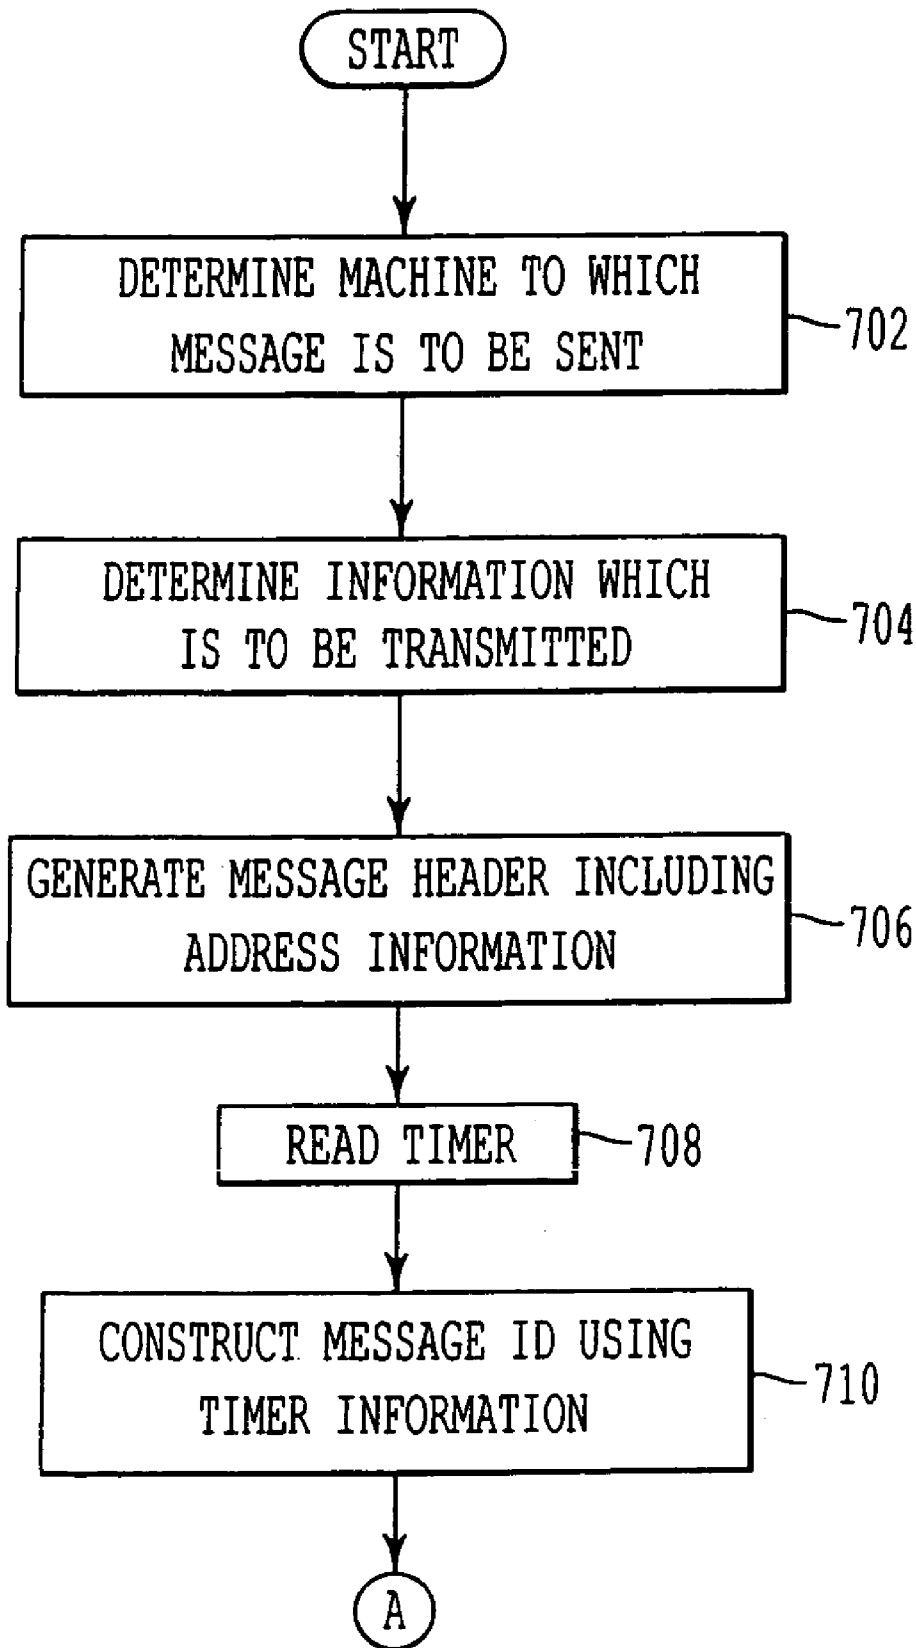 START
DETERMINE MACHINE TO WHICH
MESSAGE IS TO BE SENT
702
DETERMINE INFORMATION WHICH
IS TO BE TRANSMITTED
704
GENERATE MESSAGE HEADER INCLUDING
ADDRESS INFORMATION
706
READ TIMER
708
CONSTRUCT MESSAGE ID USING
TIMER INFORMATION
710
A